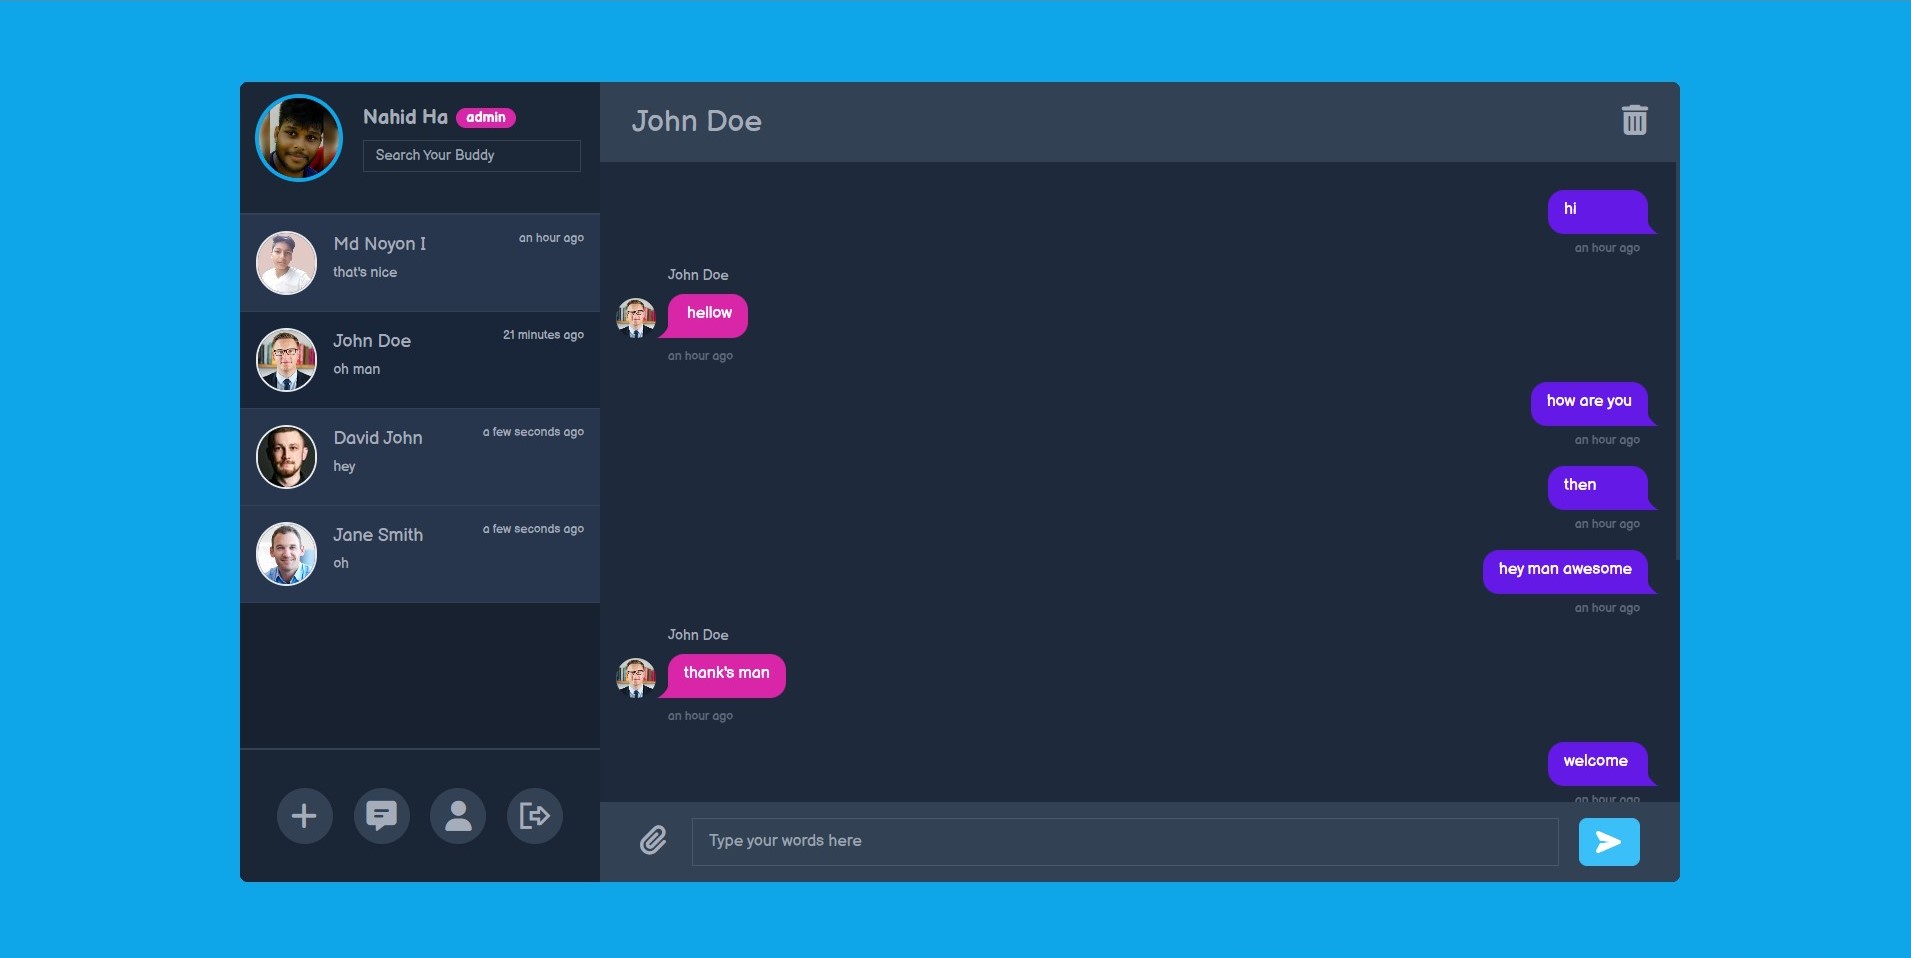 Nahid Ha admin
Search Your Buddy
Md Noyon I an hour ago
that's nice
John Doe 21 minutes ago
oh man
David John a few seconds ago
hey
Jane Smith a few seconds ago
oh
John Doe
hi
an hour ago
John Doe
hellow
an hour ago
how are you
an hour ago
then
an hour ago
hey man awesome
an hour ago
John Doe
thank's man
an hour ago
welcome
an hour ago
Type your words here